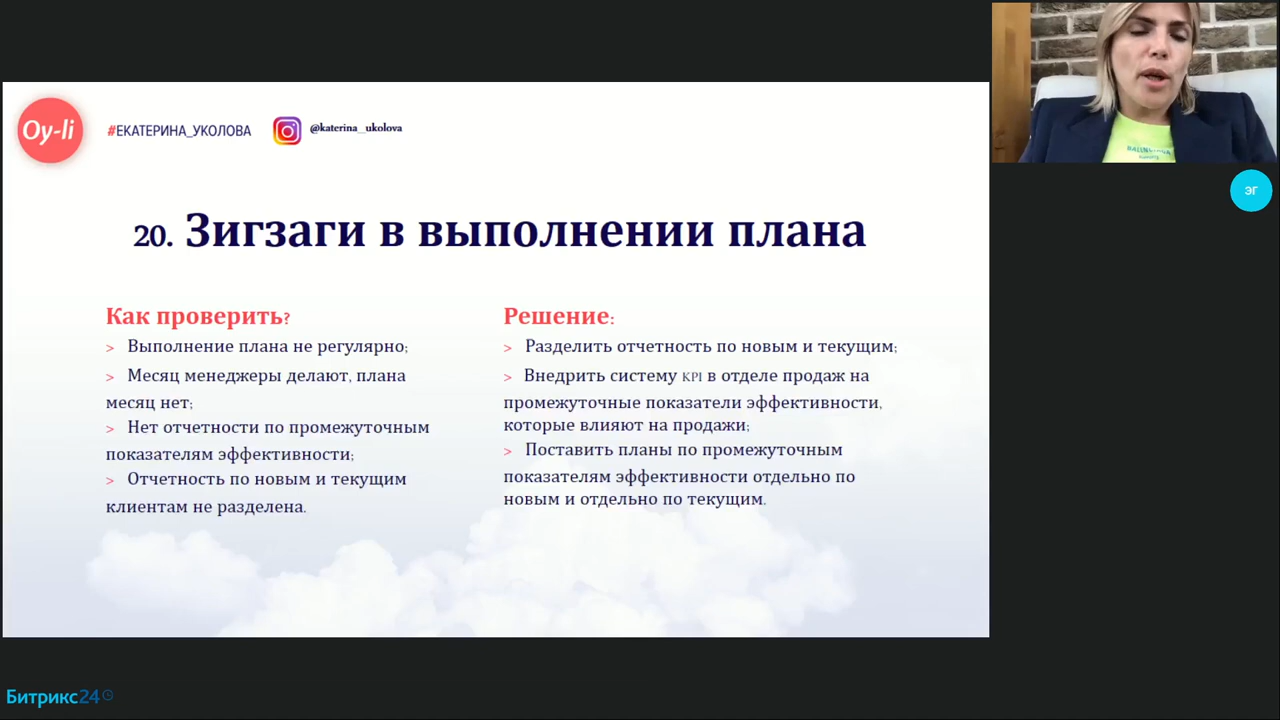 Oy-li
#ЕКАТЕРИНА_УКОЛОВА
@katerina_ukolova
20. Зигзаги в выполнении плана
Как проверить?
> Выполнение плана не регулярно;
> Месяц менеджеры делают, плана
месяц нет;
> Нет отчетности по промежуточным
показателям эффективности;
> Отчетность по новым и текущим
клиентам не разделена.
Решение:
> Разделить отчетность по новым и текущим;
> Внедрить систему KPI в отделе продаж на
промежуточные показатели эффективности,
которые влияют на продажи;
> Поставить планы по промежуточным
показателям эффективности отдельно по
новым и отдельно по текущим.
ЭГ
Битрикс24